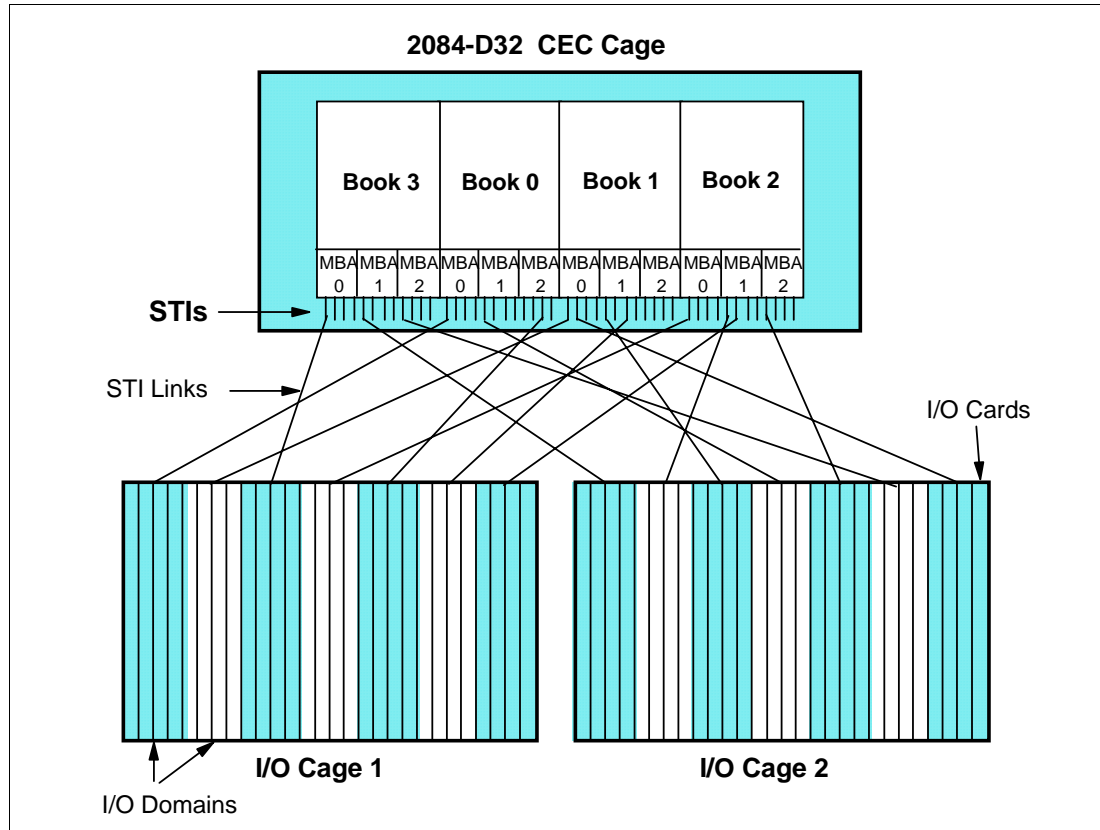 2084-D32 CEC Cage
Book 3 Book 0 Book 1 Book 2
MBA MBA MBA MBA MBA MBA MBA MBA MBA MBA MBA MBA
0 1 2 0 1 2 0 1 2 0 1 2
STIs
STI Links
I/O Cards
I/O Cage 1 I/O Cage 2
I/O Domains